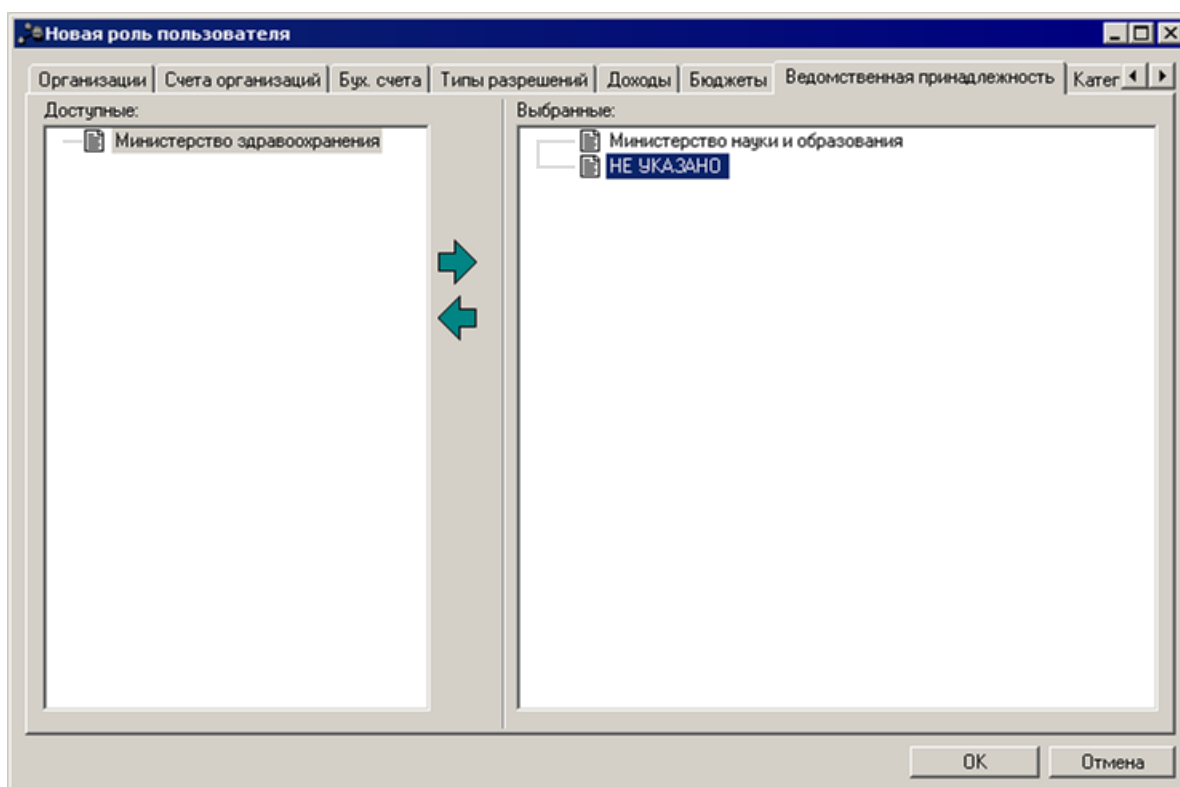 Новая роль пользователя
Организации Счета организаций Бух. счета Типы разрешений Доходы Бюджеты Ведомственная принадлежность Катег
Доступные: Выбранные:
Министерство здравоохранения Министерство науки и образования
НЕ УКАЗАНО
OK Отмена